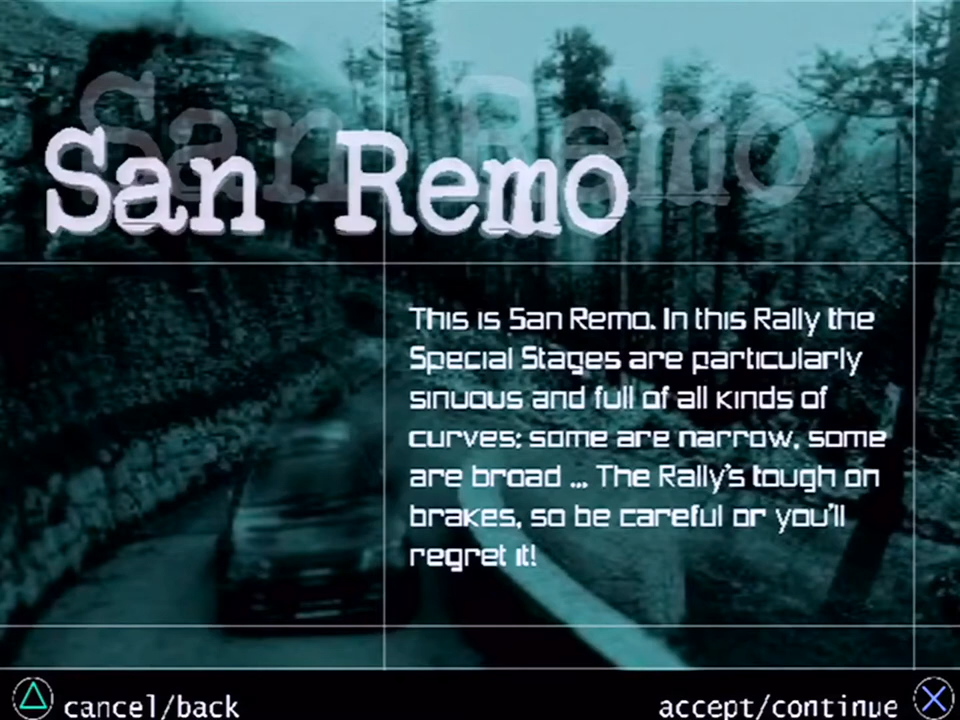 San Remo
San Remo
This is San Remo. In this Rally the
Special Stages are particularly
sinuous and full of all kinds of
curves; some are narrow, some
are broad ... The Rally's tough on
brakes, so be careful or you'll
regret it!
cancel/back
accept/continue